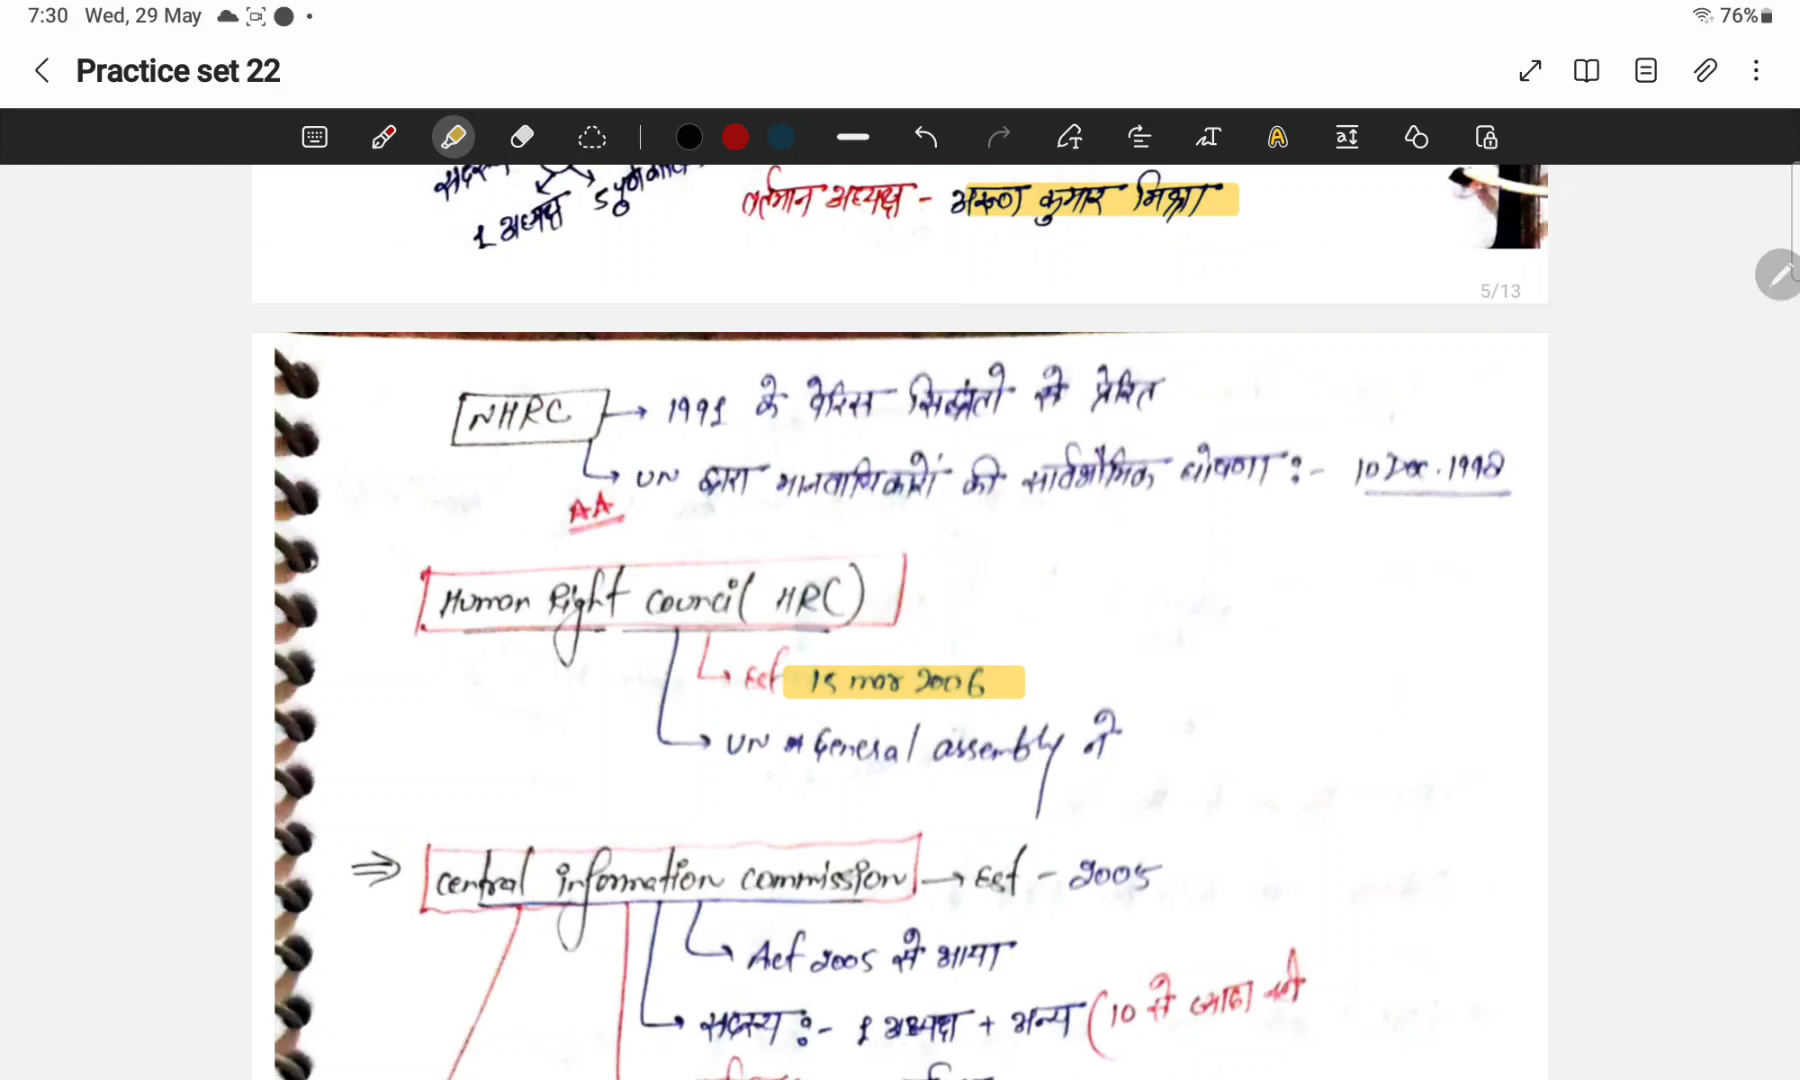 7:30 Wed, 29 May
76%
Practice set 22
1 अध्यक्ष 5
वर्तमान अध्यक्ष - अरूण कुमार मिश्रा
5/13
NHRC → 1991 के पेरिस सिद्धांतो से प्रेरित
→ UN द्वारा मानवाधिकारों की सार्वभौमिक घोषणा :- 10 Dec. 1948
AA
Human Right Council HRC)
→ Est 15 mar 2006
→ UN General assembly ने
⇒ central information commission → Est - 2005
→ Act 2005 से आया
→ सदस्य :- 1 अध्यक्ष + अन्य (10 से ज्यादा नही